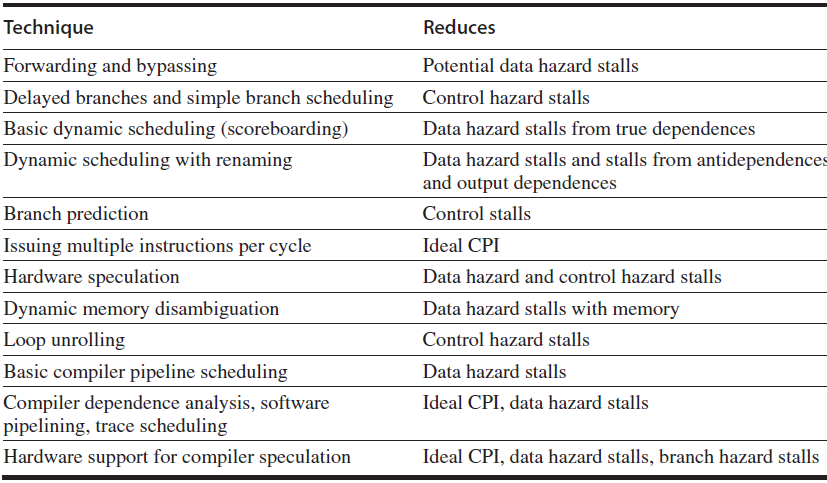 Technique Reduces
Forwarding and bypassing Potential data hazard stalls
Delayed branches and simple branch scheduling Control hazard stalls
Basic dynamic scheduling (scoreboarding) Data hazard stalls from true dependences
Dynamic scheduling with renaming Data hazard stalls and stalls from antidependences
and output dependences
Branch prediction Control stalls
Issuing multiple instructions per cycle Ideal CPI
Hardware speculation Data hazard and control hazard stalls
Dynamic memory disambiguation Data hazard stalls with memory
Loop unrolling Control hazard stalls
Basic compiler pipeline scheduling Data hazard stalls
Compiler dependence analysis, software Ideal CPI, data hazard stalls
pipelining, trace scheduling
Hardware support for compiler speculation Ideal CPI, data hazard stalls, branch hazard stalls